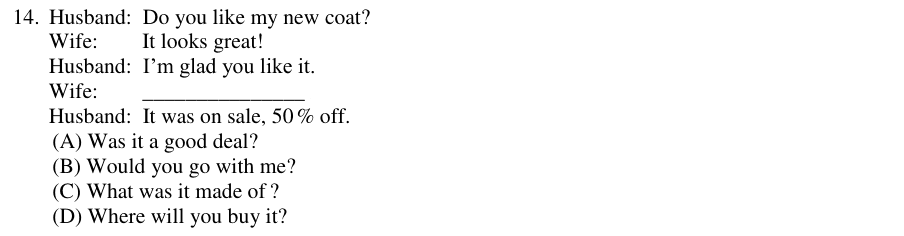 14. Husband: Do you like my new coat?
Wife: It looks great!
Husband: I’m glad you like it.
Wife: _______________
Husband: It was on sale, 50% off.
(A) Was it a good deal?
(B) Would you go with me?
(C) What was it made of ?
(D) Where will you buy it?